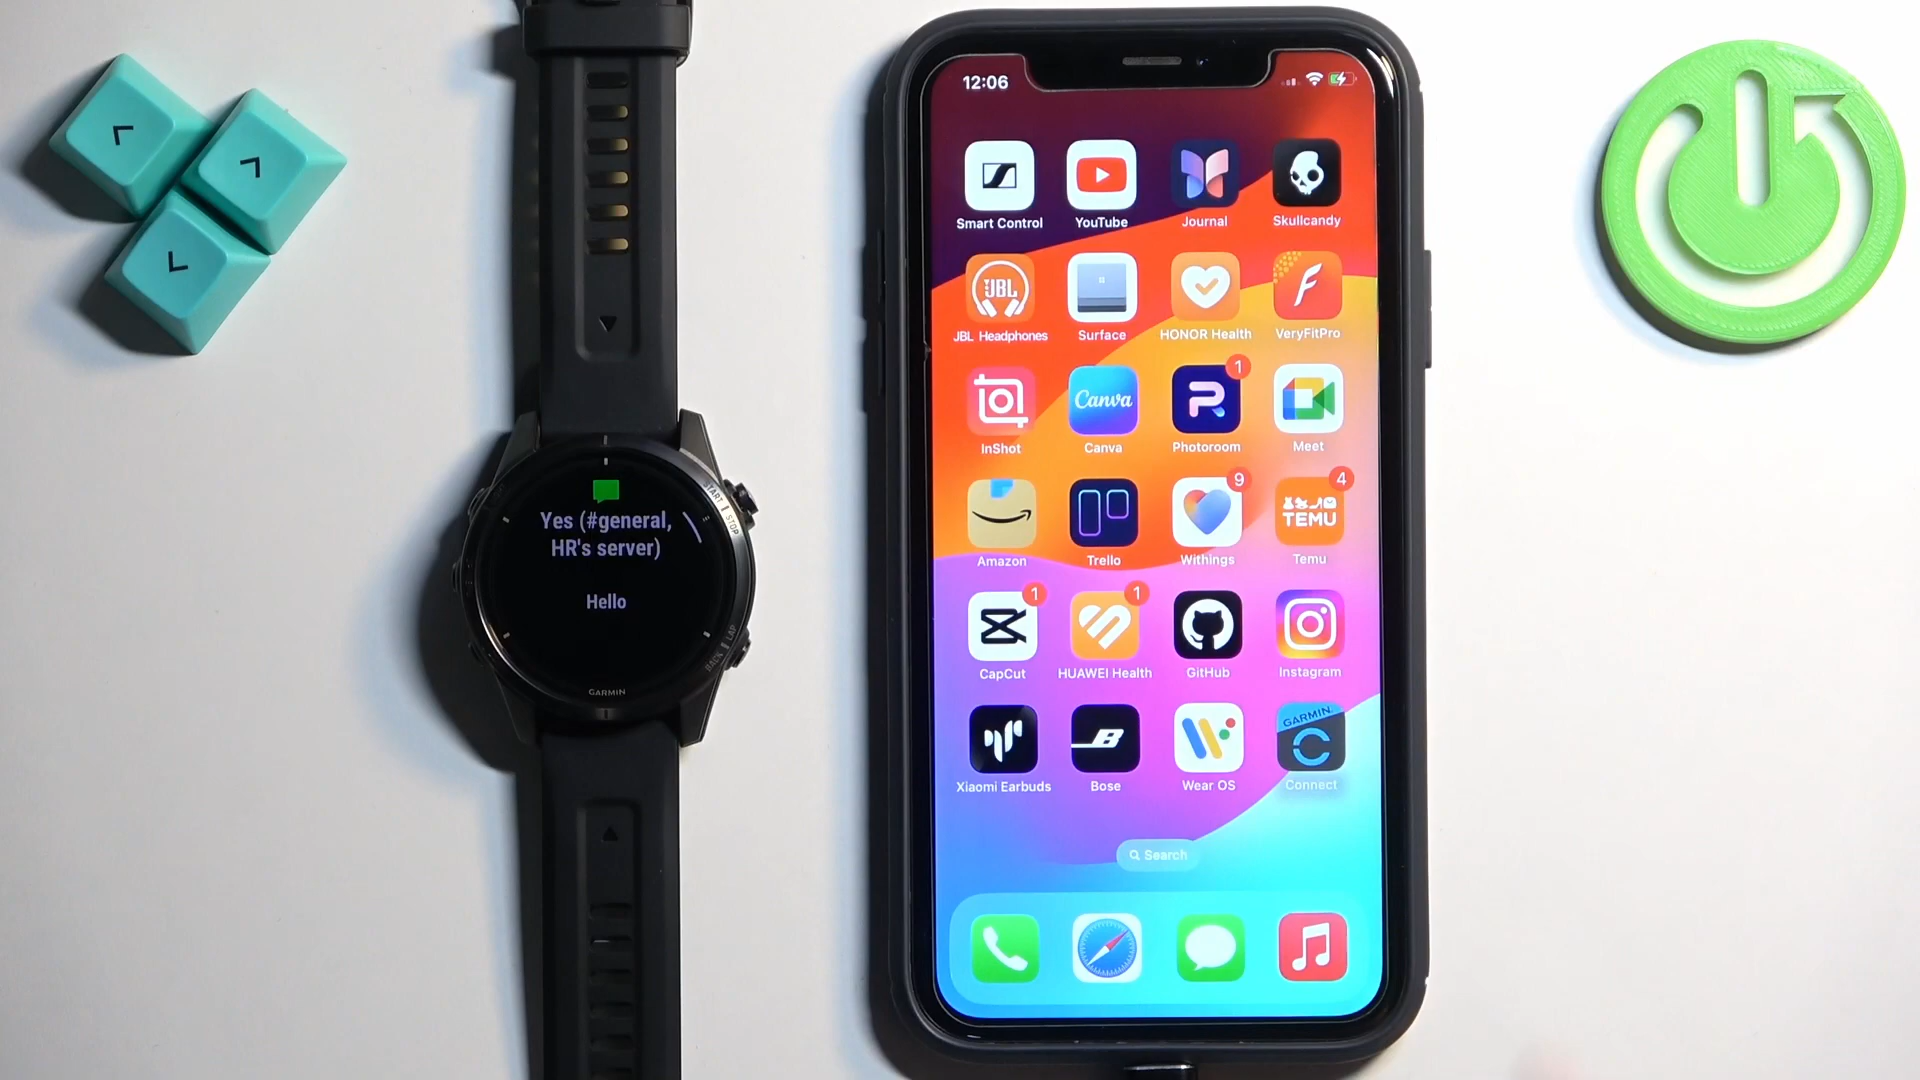 START STOP
Yes (#general,
HR's server)
Hello
BACK LAP
GARMIN
12:06
Smart Control YouTube Journal Skullcandy
JBL
JBL Headphones Surface HONOR Health VeryFitPro
1
Canva
InShot Canva Photoroom Meet
9 4
TEMU
Amazon Trello Withings Temu
1 1
CapCut HUAWEI Health GitHub Instagram
GARMIN.
Xiaomi Earbuds Bose Wear OS Connect
Search